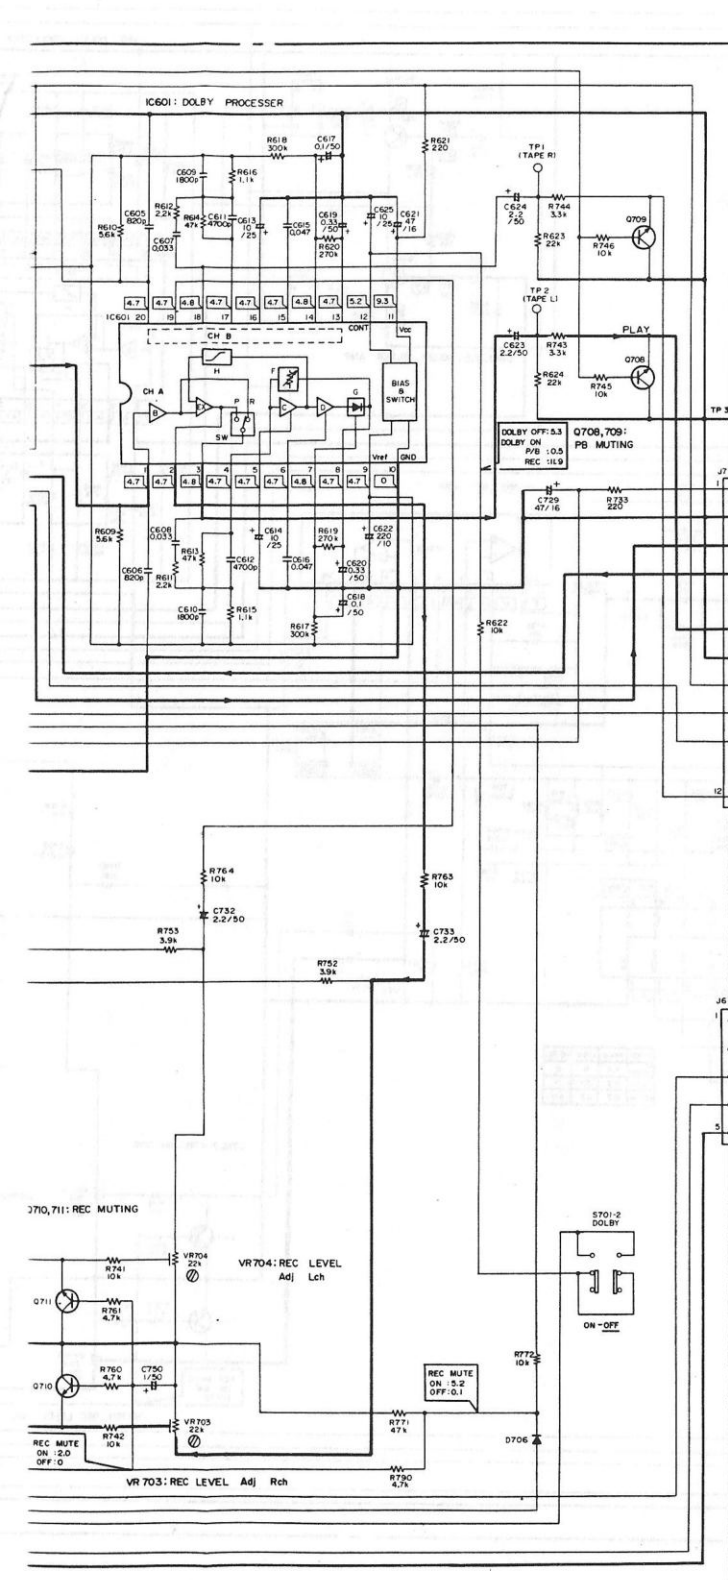 IC601: DOLBY PROCESSER
R618
300k
C617
0.1/50
R621
220
TP1
(TAPE R)
C609
1800p
R616
1.1k
R610
5.6k
C605
820p
R612
2.2k
C607
0.033
R614
47k
C611
4700p
C613
10
/25
C615
0.047
C619
0.33
/50
R620
270k
C625
10
/25
C621
47
/16
C624
2.2
/50
R744
3.3k
R623
22k
R746
10k
Q709
4.7 4.7 4.8 4.7 4.7 4.7 4.8 4.7 5.2 9.3
IC601 20 19 18 17 16 15 14 13 12 11
CONT
Vcc
CH B
TP2
(TAPE L)
C623
2.2/50
R743
3.3k
PLAY
R624
22k
R745
10k
Q708
H
F
CH A
B
P R
SW
C
D
G
BIAS
&
SWITCH
TP3
DOLBY OFF:5.3
DOLBY ON
P/B :0.5
REC :11.9
Q708,709:
PB MUTING
Vref GND
1 2 3 4 5 6 7 8 9 10
4.7 4.7 4.8 4.7 4.7 4.7 4.8 4.7 4.7 0
J7
1
C729
47/16
R733
220
R609
5.6k
C608
0.033
R613
47k
C606
820p
R611
2.2k
C612
4700p
C614
10
/25
C616
0.047
R619
270k
C620
0.33
/50
C622
220
/10
C610
1800p
R615
1.1k
C618
0.1
/50
R617
300k
R622
10k
12
R764
10k
R763
10k
C732
2.2/50
C733
2.2/50
R753
3.9k
R752
3.9k
J6
1
5
Q710,711: REC MUTING
S701-2
DOLBY
VR704
22k
VR704: REC LEVEL
Adj Lch
R741
10k
Q711
R761
4.7k
ON-OFF
R772
10k
R760
4.7k
C750
1/50
Q710
REC MUTE
ON :5.2
OFF:0.1
VR703
22k
R742
10k
R771
47k
D706
REC MUTE
ON :2.0
OFF:0
R790
4.7k
VR703: REC LEVEL Adj Rch